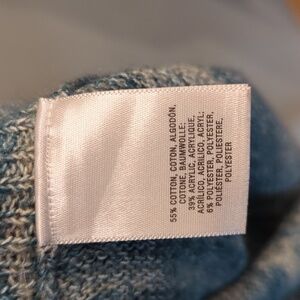 55% COTTON, COTON, ALGODÓN,
COTONE, BAUMWOLLE;
39% ACRYLIC, ACRYLIQUE,
ACRÍLICO, ACRILICO, ACRYL;
6% POLYESTER, POLYESTER,
POLIÉSTER, POLIESTERE,
POLYESTER